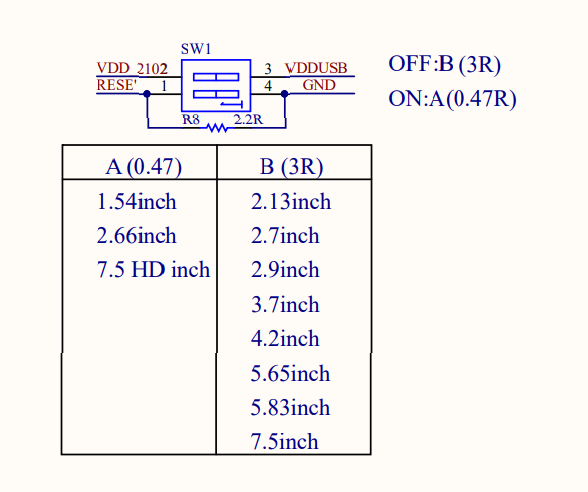 SW1
VDD 2102 2 3 VDDUSB
RESE' 1 4 GND
R8 2.2R
OFF:B (3R)
ON:A(0.47R)
A (0.47) B (3R)
1.54inch 2.13inch
2.66inch 2.7inch
7.5 HD inch 2.9inch
3.7inch
4.2inch
5.65inch
5.83inch
7.5inch